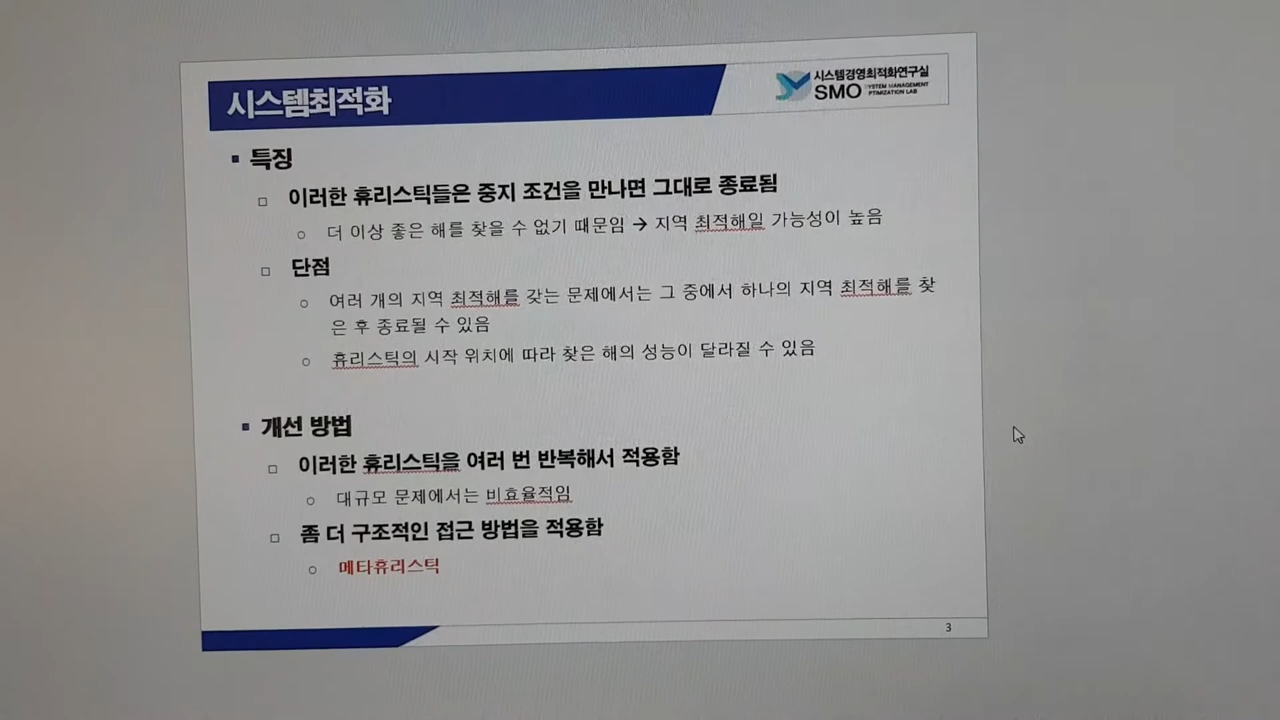 시스템최적화
시스템경영최적화연구실
SMO SYSTEM MANAGEMENT
OPTIMIZATION LAB
▪ 특징
□ 이러한 휴리스틱들은 중지 조건을 만나면 그대로 종료됨
○ 더 이상 좋은 해를 찾을 수 없기 때문임 → 지역 최적해일 가능성이 높음
□ 단점
○ 여러 개의 지역 최적해를 갖는 문제에서는 그 중에서 하나의 지역 최적해를 찾
은 후 종료될 수 있음
○ 휴리스틱의 시작 위치에 따라 찾은 해의 성능이 달라질 수 있음
▪ 개선 방법
□ 이러한 휴리스틱을 여러 번 반복해서 적용함
○ 대규모 문제에서는 비효율적임
□ 좀 더 구조적인 접근 방법을 적용함
○ 메타휴리스틱
3